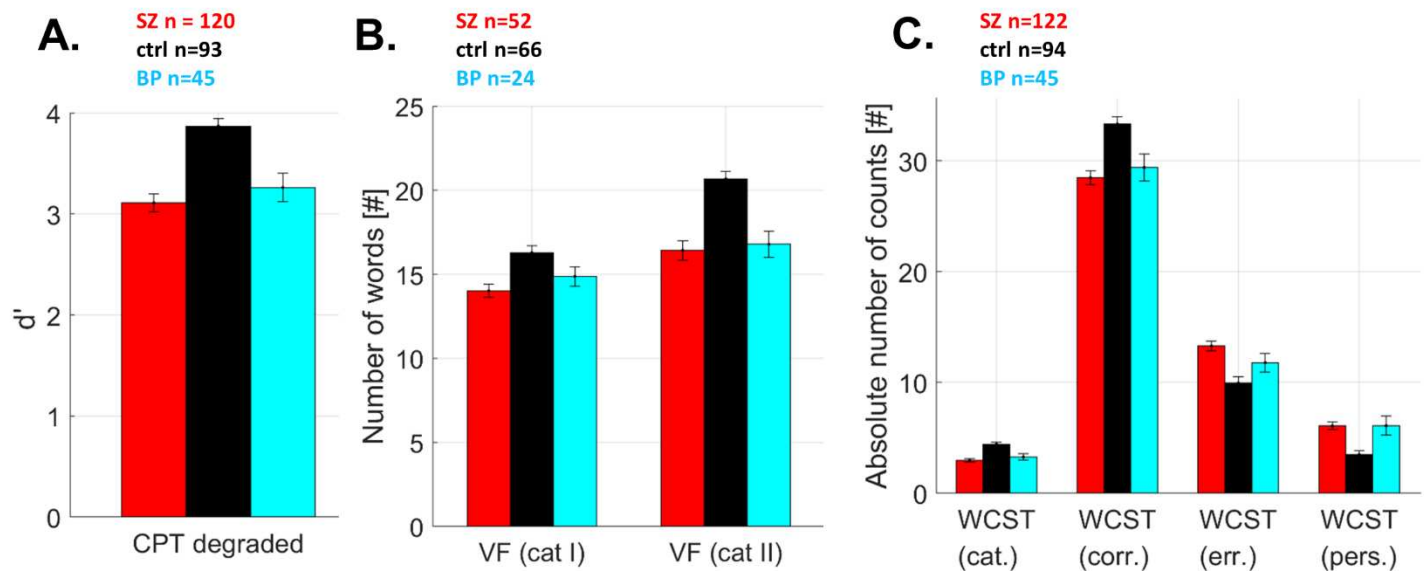 A.
SZ n = 120
ctrl n=93
BP n=45
4
3
2
1
0
d'
CPT degraded
B.
SZ n=52
ctrl n=66
BP n=24
25
20
15
10
5
0
Number of words [#]
VF (cat I)
VF (cat II)
C.
SZ n=122
ctrl n=94
BP n=45
30
20
10
0
Absolute number of counts [#]
WCST
(cat.)
WCST
(corr.)
WCST
(err.)
WCST
(pers.)